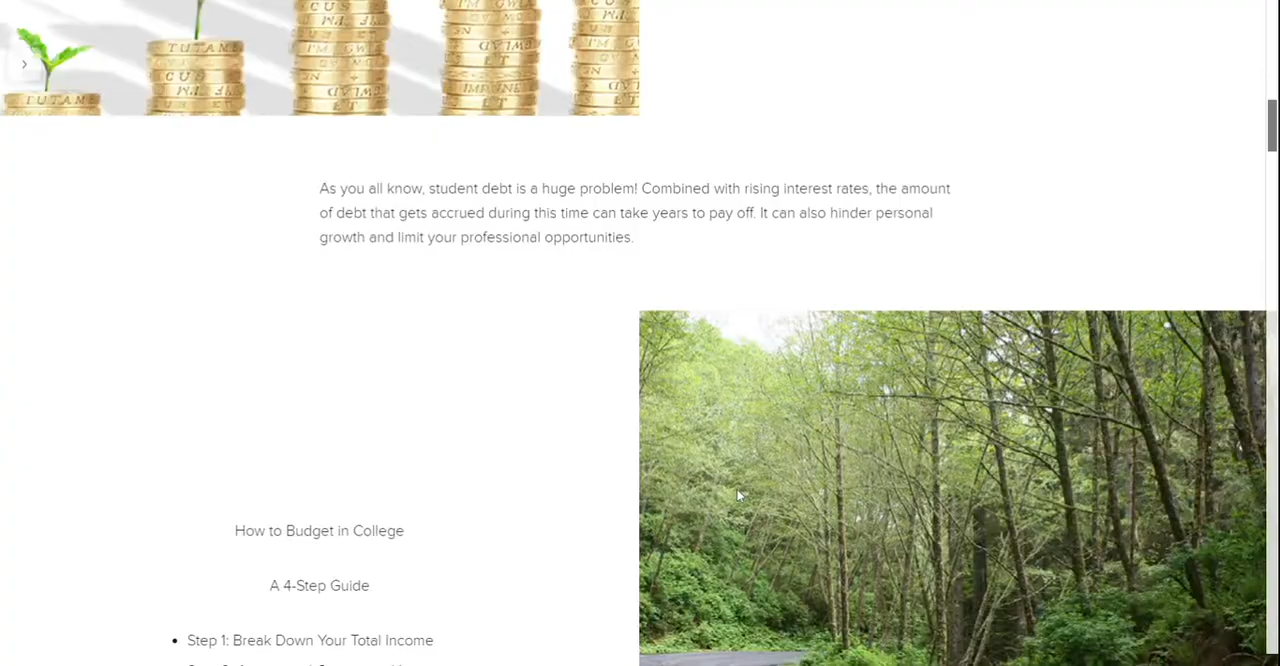 As you all know, student debt is a huge problem! Combined with rising interest rates, the amount
of debt that gets accrued during this time can take years to pay off. It can also hinder personal
growth and limit your professional opportunities.
How to Budget in College
A 4-Step Guide
• Step 1: Break Down Your Total Income